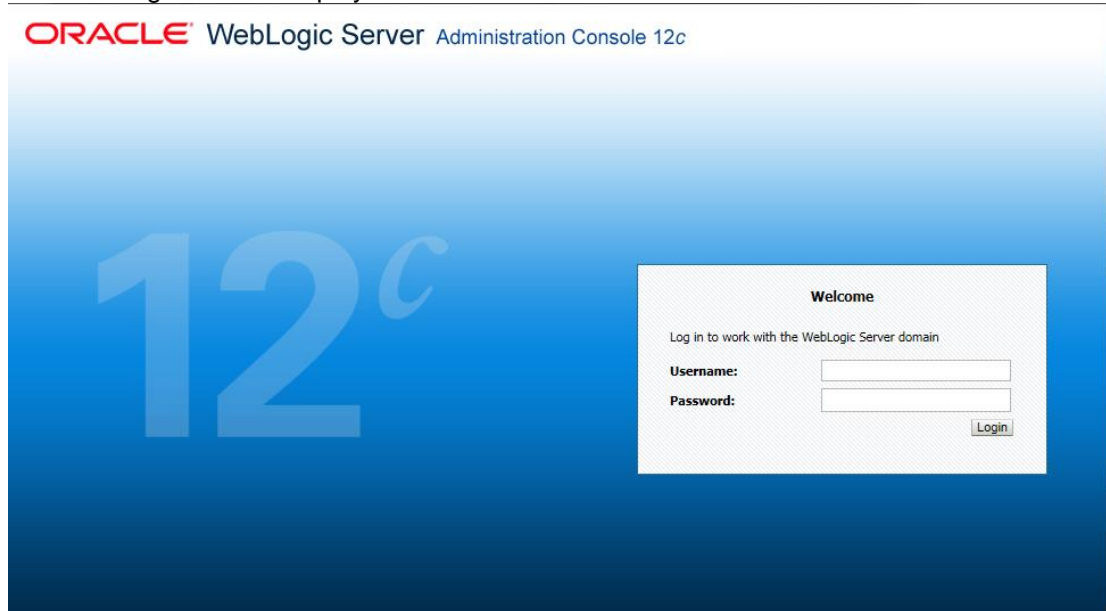 ORACLE WebLogic Server Administration Console 12c
12c
Welcome
Log in to work with the WebLogic Server domain
Username:
Password:
Login